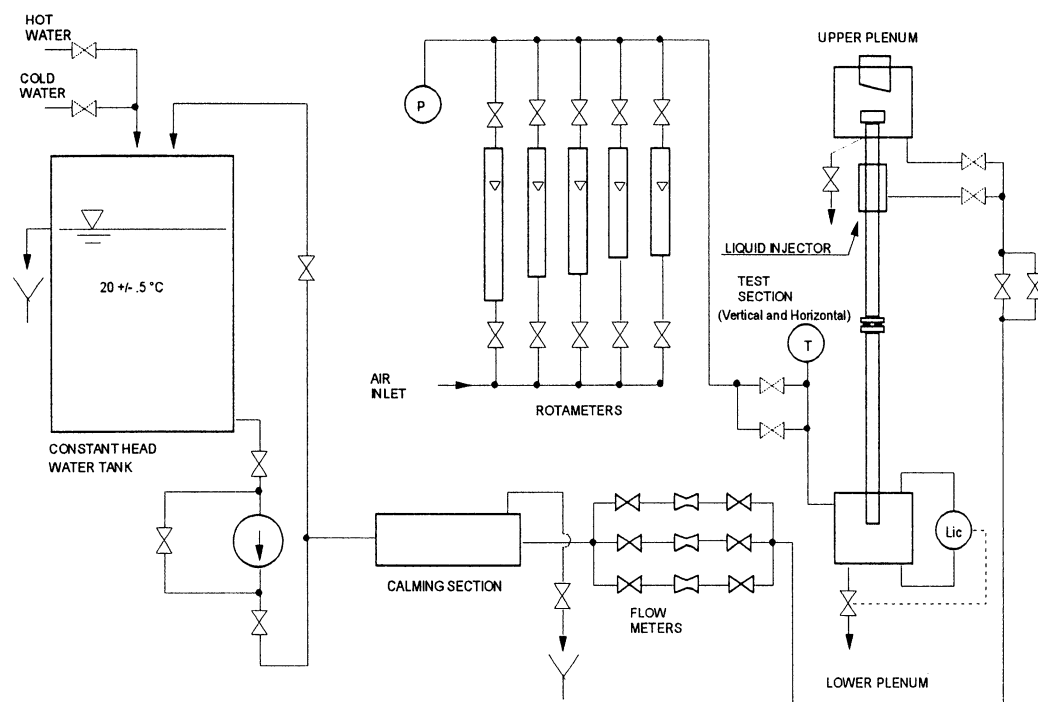 HOT
WATER
COLD
WATER
20 +/- .5 °C
CONSTANT HEAD
WATER TANK
P
AIR
INLET
ROTAMETERS
UPPER PLENUM
LIQUID INJECTOR
TEST
SECTION
(Vertical and Horizontal)
T
Lic
CALMING SECTION
FLOW
METERS
LOWER PLENUM